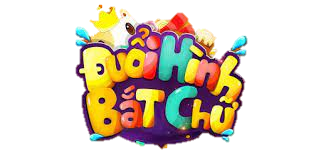 Đuổi Hình
Bắt Chữ